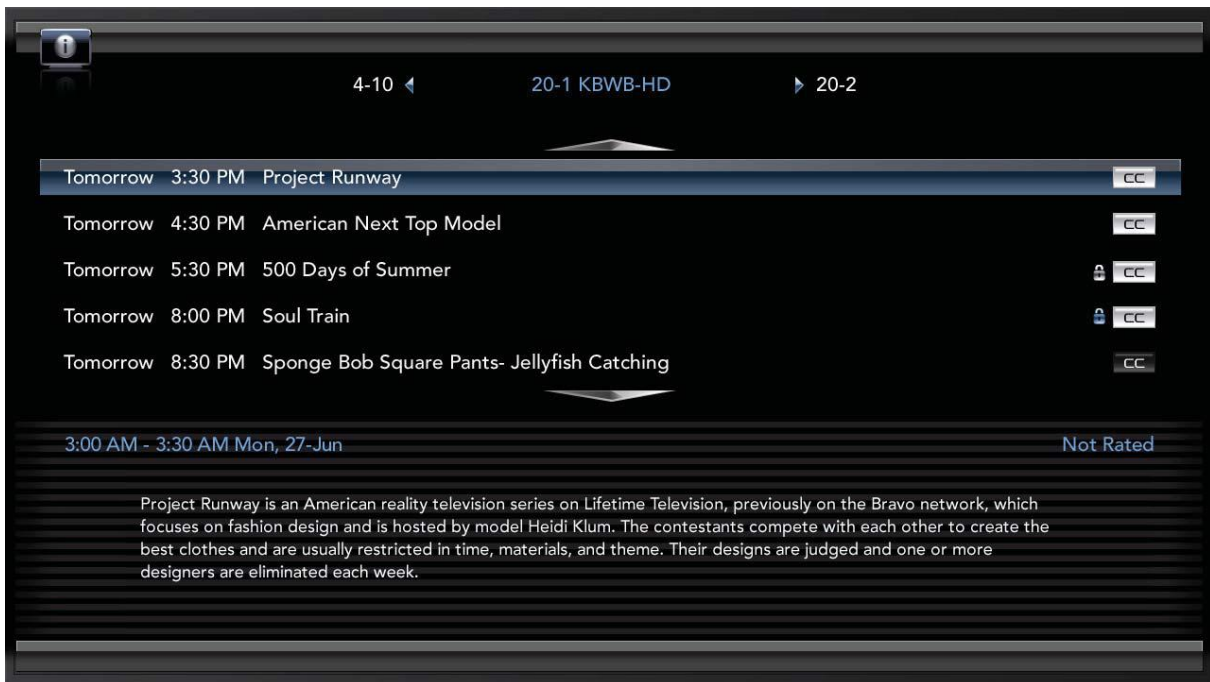 i
4-10 20-1 KBWB-HD 20-2
Tomorrow 3:30 PM Project Runway CC
Tomorrow 4:30 PM American Next Top Model CC
Tomorrow 5:30 PM 500 Days of Summer CC
Tomorrow 8:00 PM Soul Train CC
Tomorrow 8:30 PM Sponge Bob Square Pants- Jellyfish Catching CC
3:00 AM - 3:30 AM Mon, 27-Jun Not Rated
Project Runway is an American reality television series on Lifetime Television, previously on the Bravo network, which
focuses on fashion design and is hosted by model Heidi Klum. The contestants compete with each other to create the
best clothes and are usually restricted in time, materials, and theme. Their designs are judged and one or more
designers are eliminated each week.